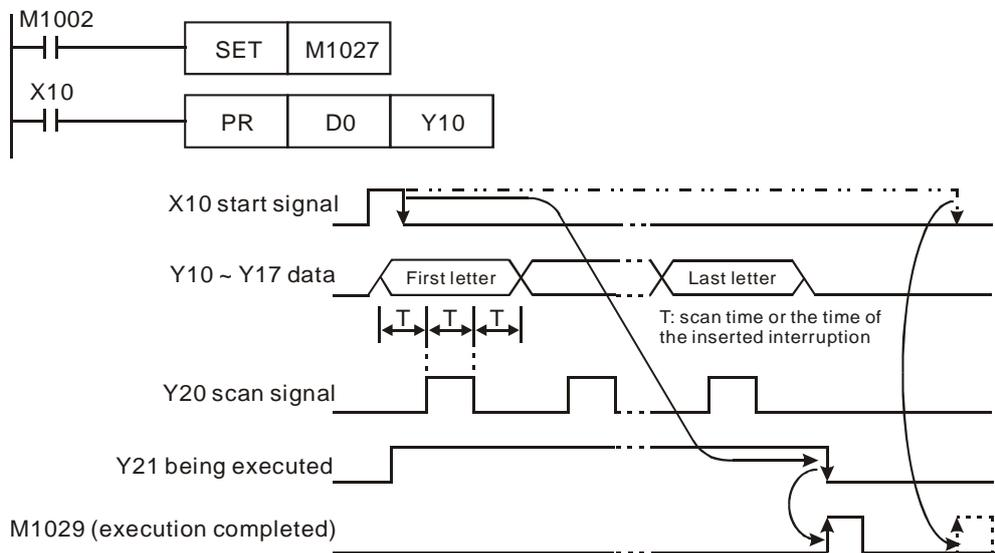 M1002
SET M1027
X10
PR D0 Y10
X10 start signal
Y10 ~ Y17 data
First letter
Last letter
T T T
T: scan time or the time of
the inserted interruption
Y20 scan signal
Y21 being executed
M1029 (execution completed)